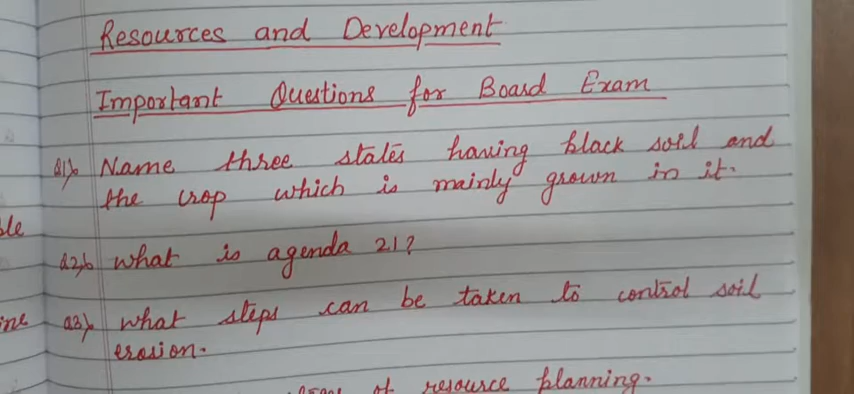 Resources and Development
Important Questions for Board Exam
Q1) Name three states having black soil and
the crop which is mainly grown in it.
Q2) What is agenda 21?
Q3) What steps can be taken to control soil
erosion.
of resource planning.